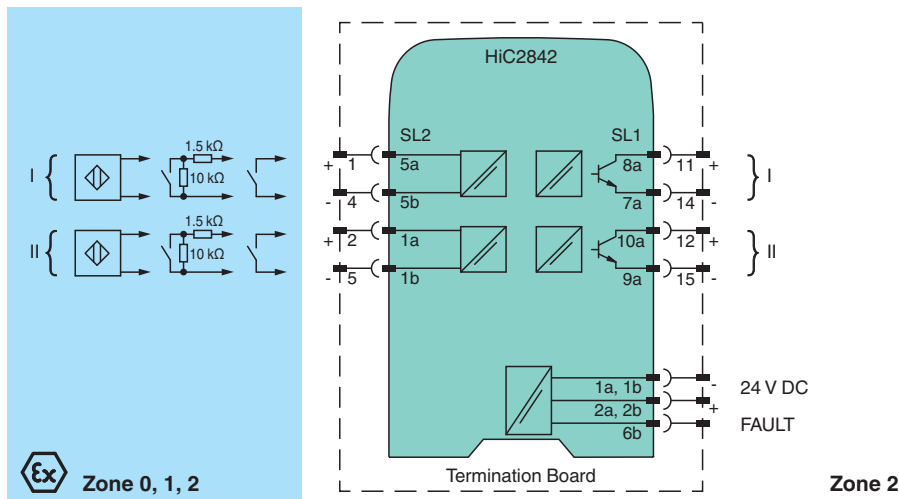 HiC2842
SL2
SL1
1.5 kΩ
10 kΩ
I
+
1
5a
8a
11
+
I
-
4
5b
7a
14
-
1.5 kΩ
10 kΩ
II
+
2
1a
10a
12
+
II
-
5
1b
9a
15
-
1a, 1b
-
24 V DC
2a, 2b
+
6b
FAULT
Termination Board
Ex
Zone 0, 1, 2
Zone 2